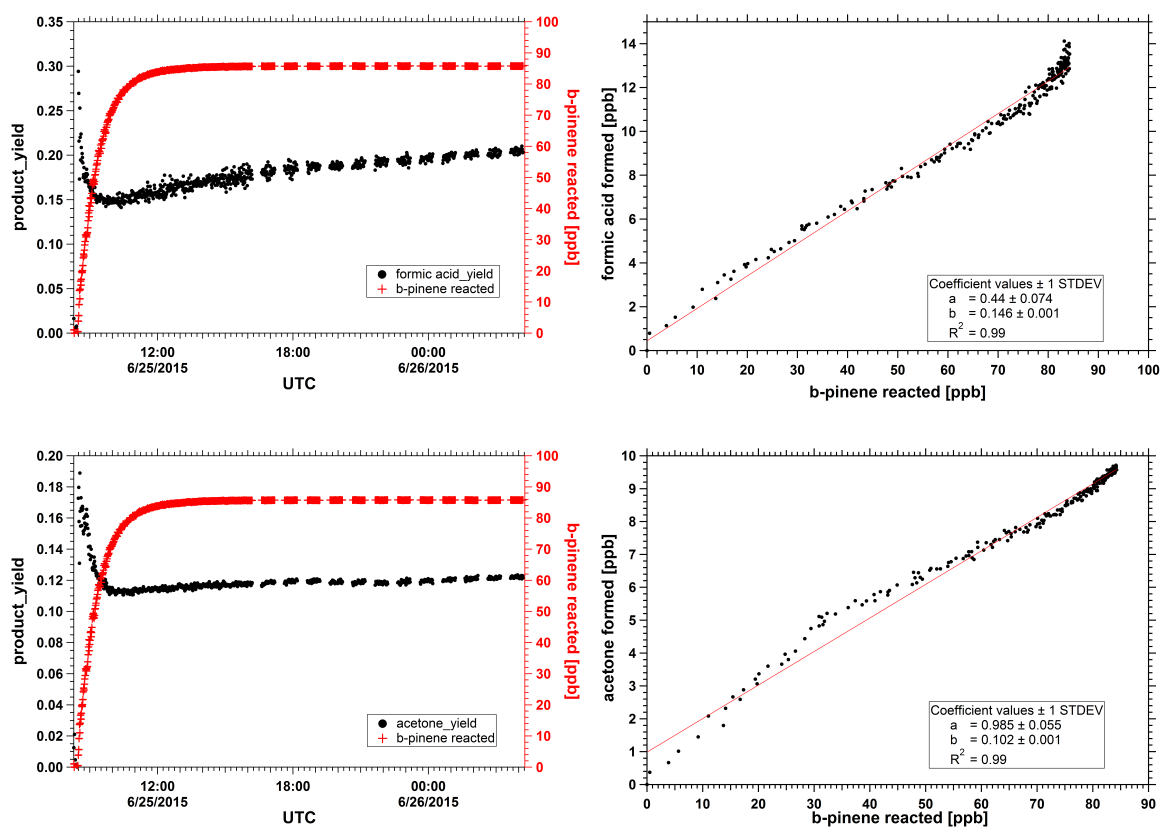 0.35
0.30
0.25
0.20
0.15
0.10
0.05
0.00
product_yield
100
90
80
70
60
50
40
30
20
10
0
b-pinene reacted [ppb]
formic acid_yield
b-pinene reacted
12:00
6/25/2015
18:00
00:00
6/26/2015
UTC
14
12
10
8
6
4
2
0
formic acid formed [ppb]
Coefficient values ± 1 STDEV
a = 0.44 ± 0.074
b = 0.146 ± 0.001
R2 = 0.99
0 10 20 30 40 50 60 70 80 90 100
b-pinene reacted [ppb]
0.20
0.18
0.16
0.14
0.12
0.10
0.08
0.06
0.04
0.02
0.00
product_yield
100
90
80
70
60
50
40
30
20
10
0
b-pinene reacted [ppb]
acetone_yield
b-pinene reacted
12:00
6/25/2015
18:00
00:00
6/26/2015
UTC
10
9
8
7
6
5
4
3
2
1
0
acetone formed [ppb]
Coefficient values ± 1 STDEV
a = 0.985 ± 0.055
b = 0.102 ± 0.001
R2 = 0.99
0 10 20 30 40 50 60 70 80 90
b-pinene reacted [ppb]